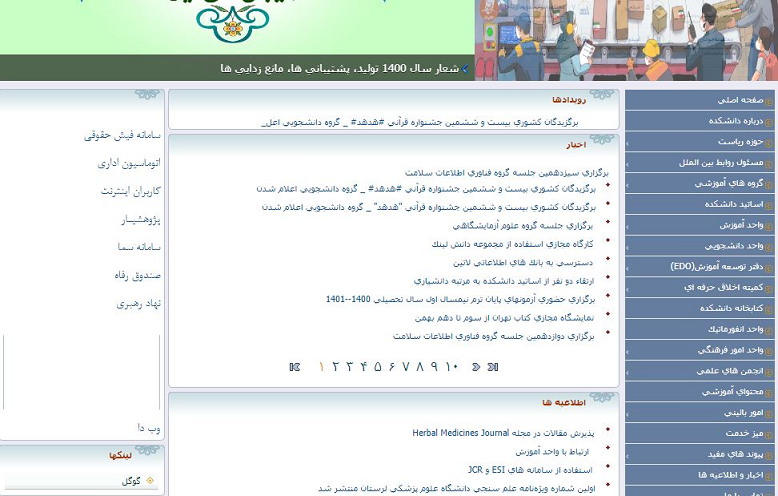 شعار سال 1400 تولید، پشتیبانی ها، مانع زدایی ها
صفحه اصلی
درباره دانشکده
حوزه ریاست
مسئول روابط بین الملل
گروه های آموزشی
اساتید دانشکده
واحد آموزش
واحد دانشجویی
دفتر توسعه آموزش(EDO)
کمیته اخلاق حرفه ای
کتابخانه دانشکده
واحد انفورماتیک
واحد امور فرهنگی
انجمن های علمی
محتوای آموزشی
امور بالینی
میز خدمت
پیوند های مفید
اخبار و اطلاعیه ها
رویدادها
برگزیدگان کشوری بیست و ششمین جشنواره قرآنی #هدهد# _ گروه دانشجویی اعل_
اخبار
برگزاری سیزدهمین جلسه گروه فناوری اطلاعات سلامت
برگزیدگان کشوری بیست و ششمین جشنواره قرآنی #هدهد# _ گروه دانشجویی اعلام شدن
برگزیدگان کشوری بیست و ششمین جشنواره قرآنی "هدهد" _ گروه دانشجویی اعلام شدن
برگزاری جلسه گروه علوم آزمایشگاهی
کارگاه مجازی استفاده از مجموعه دانش لینک
دسترسی به بانک های اطلاعاتی لاتین
ارتقاء دو نفر از اساتید دانشکده به مرتبه دانشیاری
برگزاری حضوری آزمونهای پایان ترم نیمسال اول سال تحصیلی 1400--1401
نمایشگاه مجازی کتاب تهران از سوم تا دهم بهمن
برگزاری دوازدهمین جلسه گروه فناوری اطلاعات سلامت
۱ ۲ ۳ ۴ ۵ ۶ ۷ ۸ ۹ ۱۰
اطلاعیه ها
پذیرش مقالات در مجله Herbal Medicines Journal
ارتباط با واحد آموزش
استفاده از سامانه های ESI و JCR
اولین شماره ویژه‌نامه علم سنجی دانشگاه علوم پزشکی لرستان منتشر شد
سامانه فیش حقوقی
اتوماسیون اداری
کاربران اینترنت
پژوهشیار
سامانه سما
صندوق رفاه
نهاد رهبری
وب دا
لینکها
گوگل